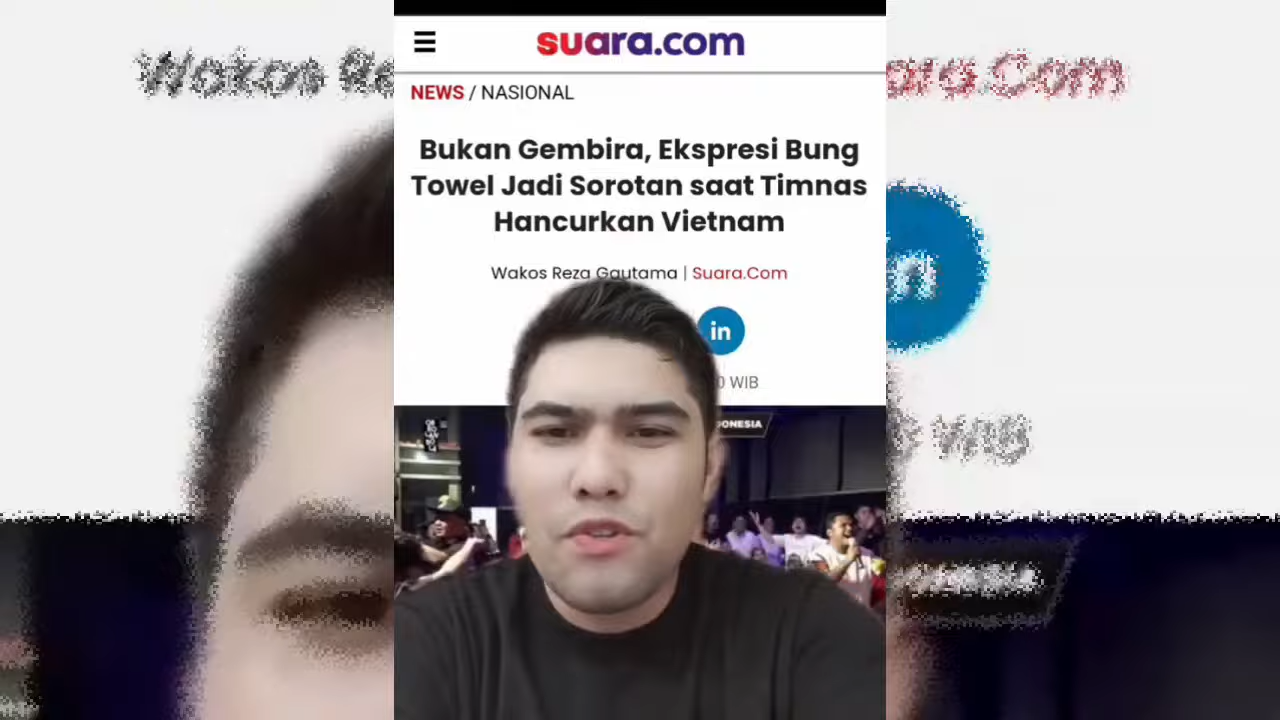 suara.com
NEWS / NASIONAL
Bukan Gembira, Ekspresi Bung
Towel Jadi Sorotan saat Timnas
Hancurkan Vietnam
Wakos Reza Gautama | Suara.Com
in
0 WIB